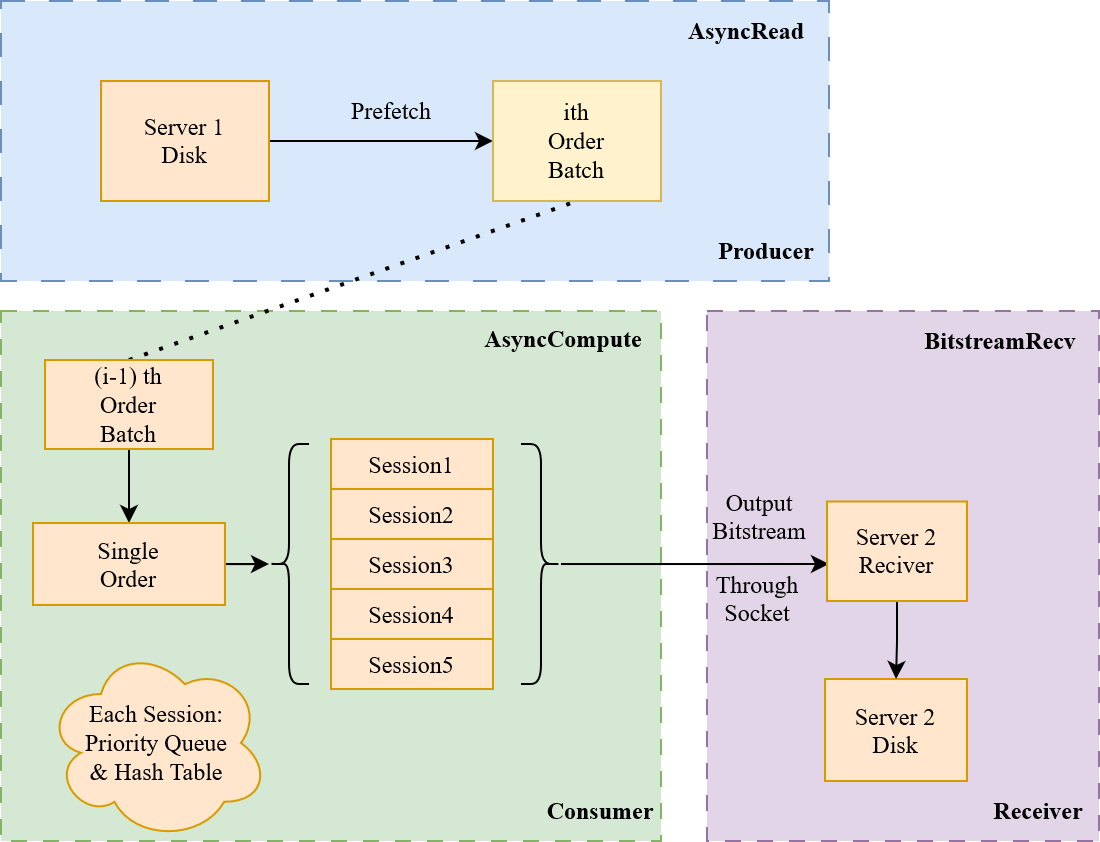 AsyncRead
Server 1
Disk
Prefetch
ith
Order
Batch
Producer
AsyncCompute
(i-1) th
Order
Batch
Single
Order
Session1
Session2
Session3
Session4
Session5
Each Session:
Priority Queue
& Hash Table
Consumer
BitstreamRecv
Output
Bitstream
Through
Socket
Server 2
Reciver
Server 2
Disk
Receiver